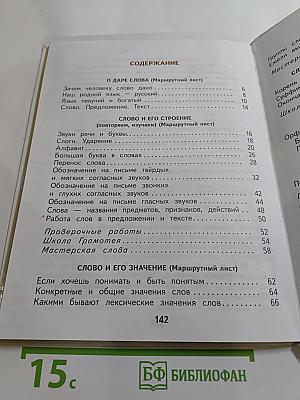 СОДЕРЖАНИЕ
О ДАРЕ СЛОВА (Маршрутный лист)
Зачем человеку слово дано 6
Наш родной язык — русский 8
Язык певучий и богатый 10
Слово. Предложение. Текст 14
СЛОВО И ЕГО СТРОЕНИЕ
(повторяем, изучаем) (Маршрутный лист)
Звуки речи и буквы 16
Слоги. Ударение 18
Алфавит 20
Большая буква в словах 26
Перенос слова 28
Обозначение на письме твёрдых
и мягких согласных звуков 32
Обозначение на письме звонких
и глухих согласных звуков 42
Обозначение на письме гласных звуков 44
Слова — названия предметов, признаков, действий 48
*Работа слов в предложении и тексте 50
Проверочные работы 52
Школа Грамотея 54
Мастерская слова 58
СЛОВО И ЕГО ЗНАЧЕНИЕ (Маршрутный лист)
Если хочешь понимать и быть понятым 62
Конкретные и общие значения слов 64
Какими бывают лексические значения слов 66
142
15 с
БФ БИБЛИОФАН